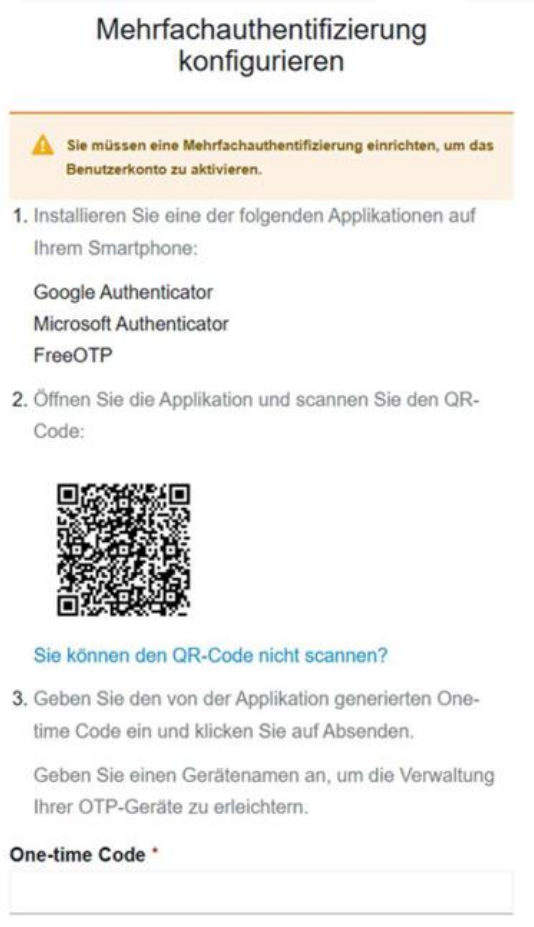 Mehrfachauthentifizierung
konfigurieren
Sie müssen eine Mehrfachauthentifizierung einrichten, um das
Benutzerkonto zu aktivieren.
1. Installieren Sie eine der folgenden Applikationen auf
Ihrem Smartphone:
Google Authenticator
Microsoft Authenticator
FreeOTP
2. Öffnen Sie die Applikation und scannen Sie den QR-
Code:
Sie können den QR-Code nicht scannen?
3. Geben Sie den von der Applikation generierten One-
time Code ein und klicken Sie auf Absenden.
Geben Sie einen Gerätenamen an, um die Verwaltung
Ihrer OTP-Geräte zu erleichtern.
One-time Code *